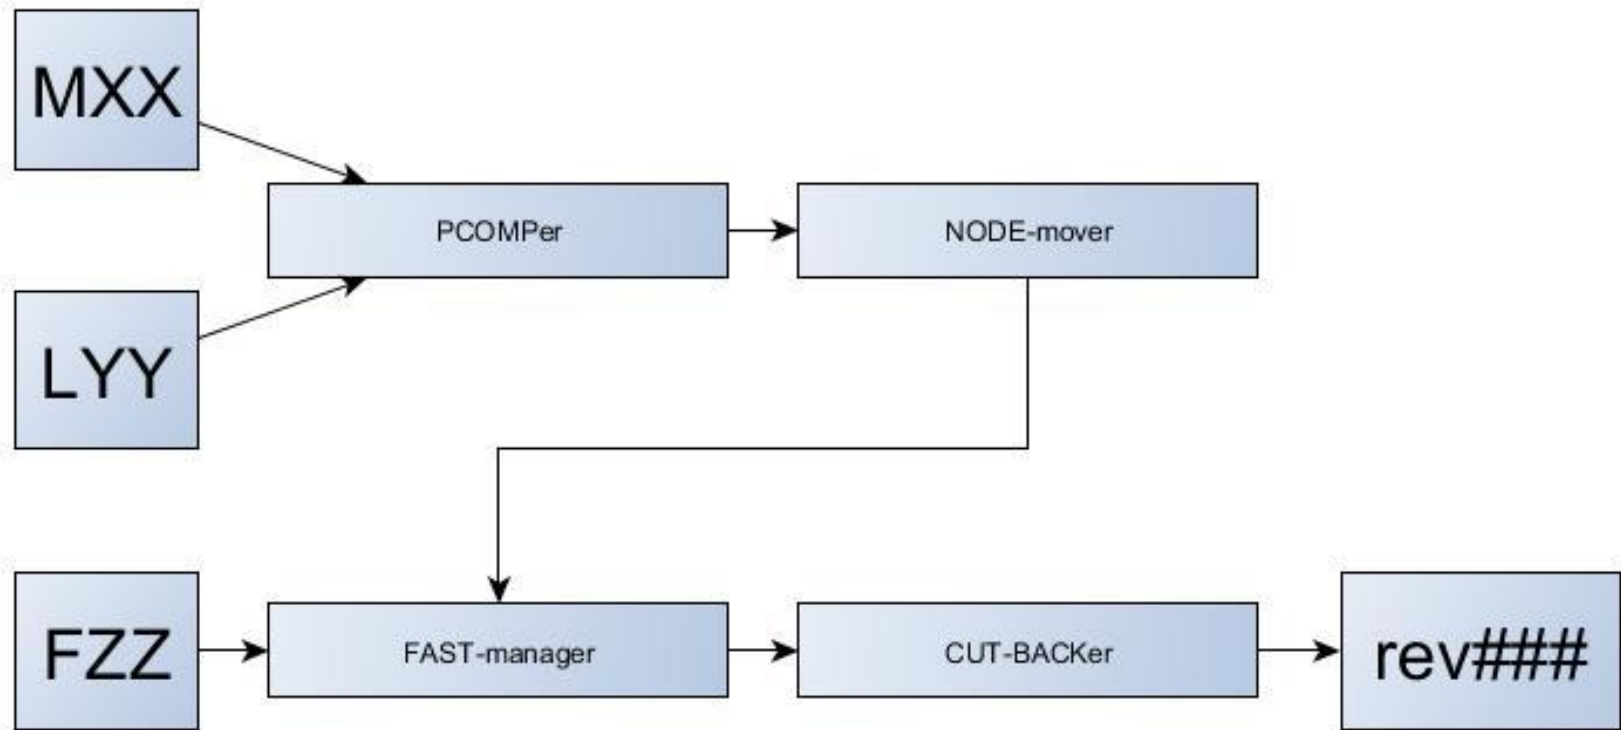 MXX
PCOMPer
NODE-mover
LYY
FZZ
FAST-manager
CUT-BACKer
rev###